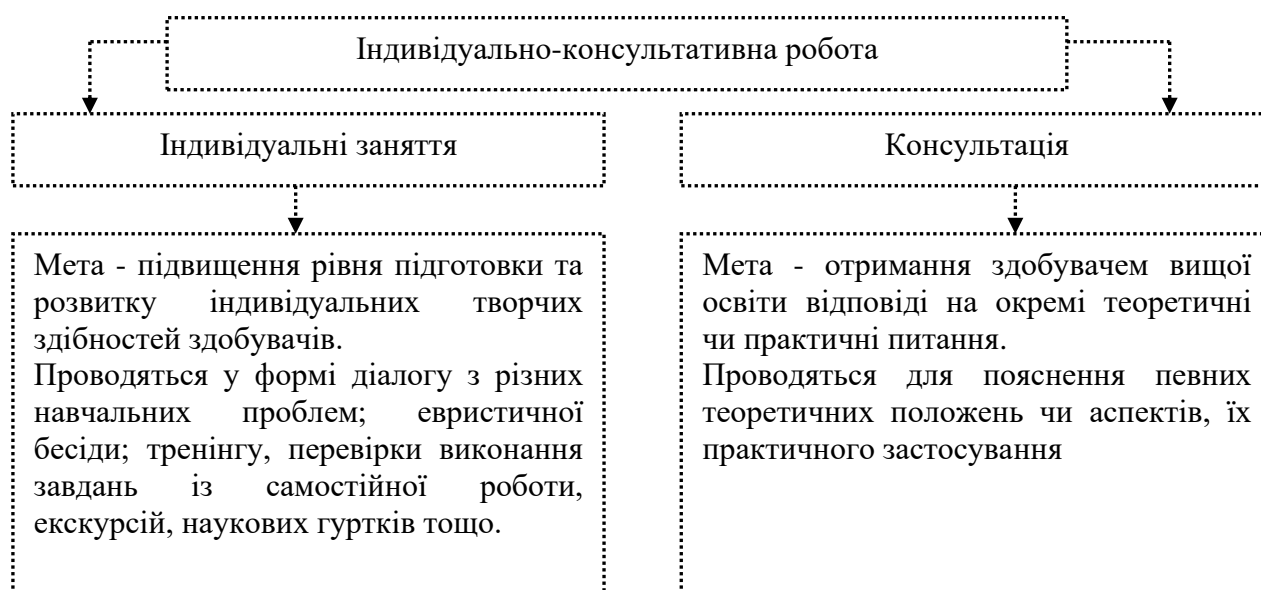 Індивідуально-консультативна робота
Індивідуальні заняття
Консультація
Мета - підвищення рівня підготовки та
розвитку індивідуальних творчих
здібностей здобувачів.
Проводяться у формі діалогу з різних
навчальних проблем; евристичної
бесіди; тренінгу, перевірки виконання
завдань із самостійної роботи,
екскурсій, наукових гуртків тощо.
Мета - отримання здобувачем вищої
освіти відповіді на окремі теоретичні
чи практичні питання.
Проводяться для пояснення певних
теоретичних положень чи аспектів, їх
практичного застосування